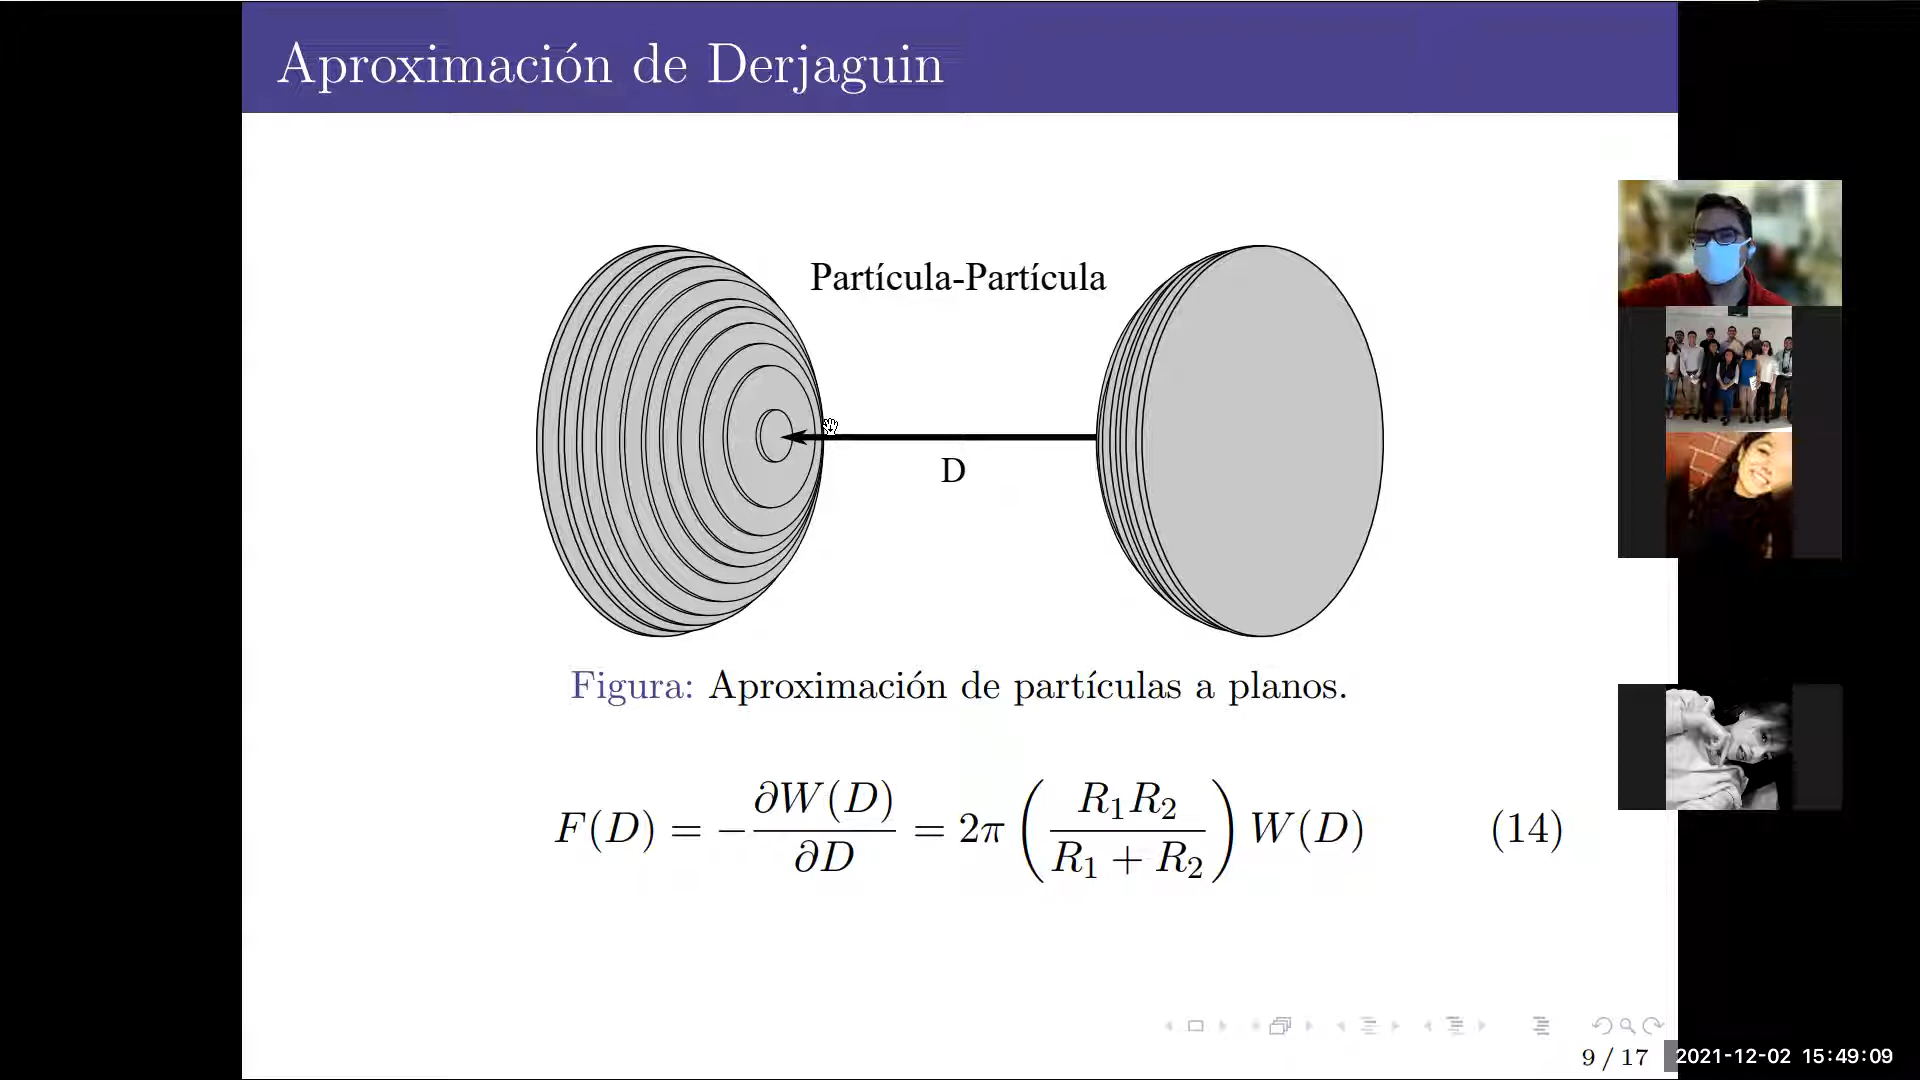 Aproximación de Derjaguin
Partícula-Partícula
D
Figura: Aproximación de partículas a planos.
F(D) = −∂W(D)/∂D = 2π (R₁R₂/(R₁ + R₂)) W(D) (14)
9 / 17
2021-12-02 15:49:09